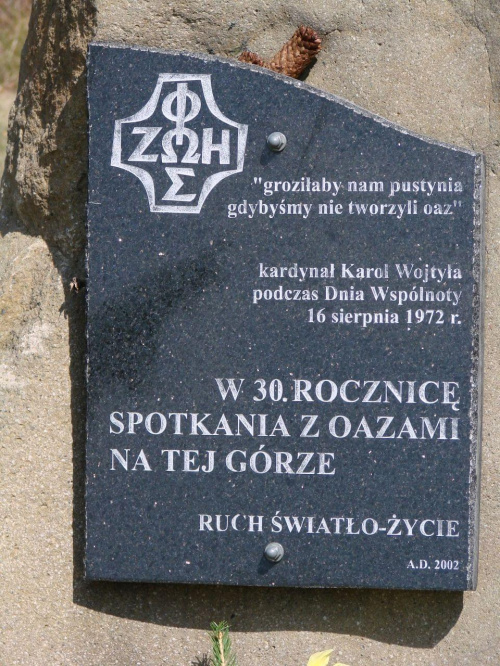 ΦΩΣ
ΖΩΗ
"groziłaby nam pustynia
gdybyśmy nie tworzyli oaz"
kardynał Karol Wojtyła
podczas Dnia Wspólnoty
16 sierpnia 1972 r.
W 30. ROCZNICĘ
SPOTKANIA Z OAZAMI
NA TEJ GÓRZE
RUCH ŚWIATŁO-ŻYCIE
A.D. 2002